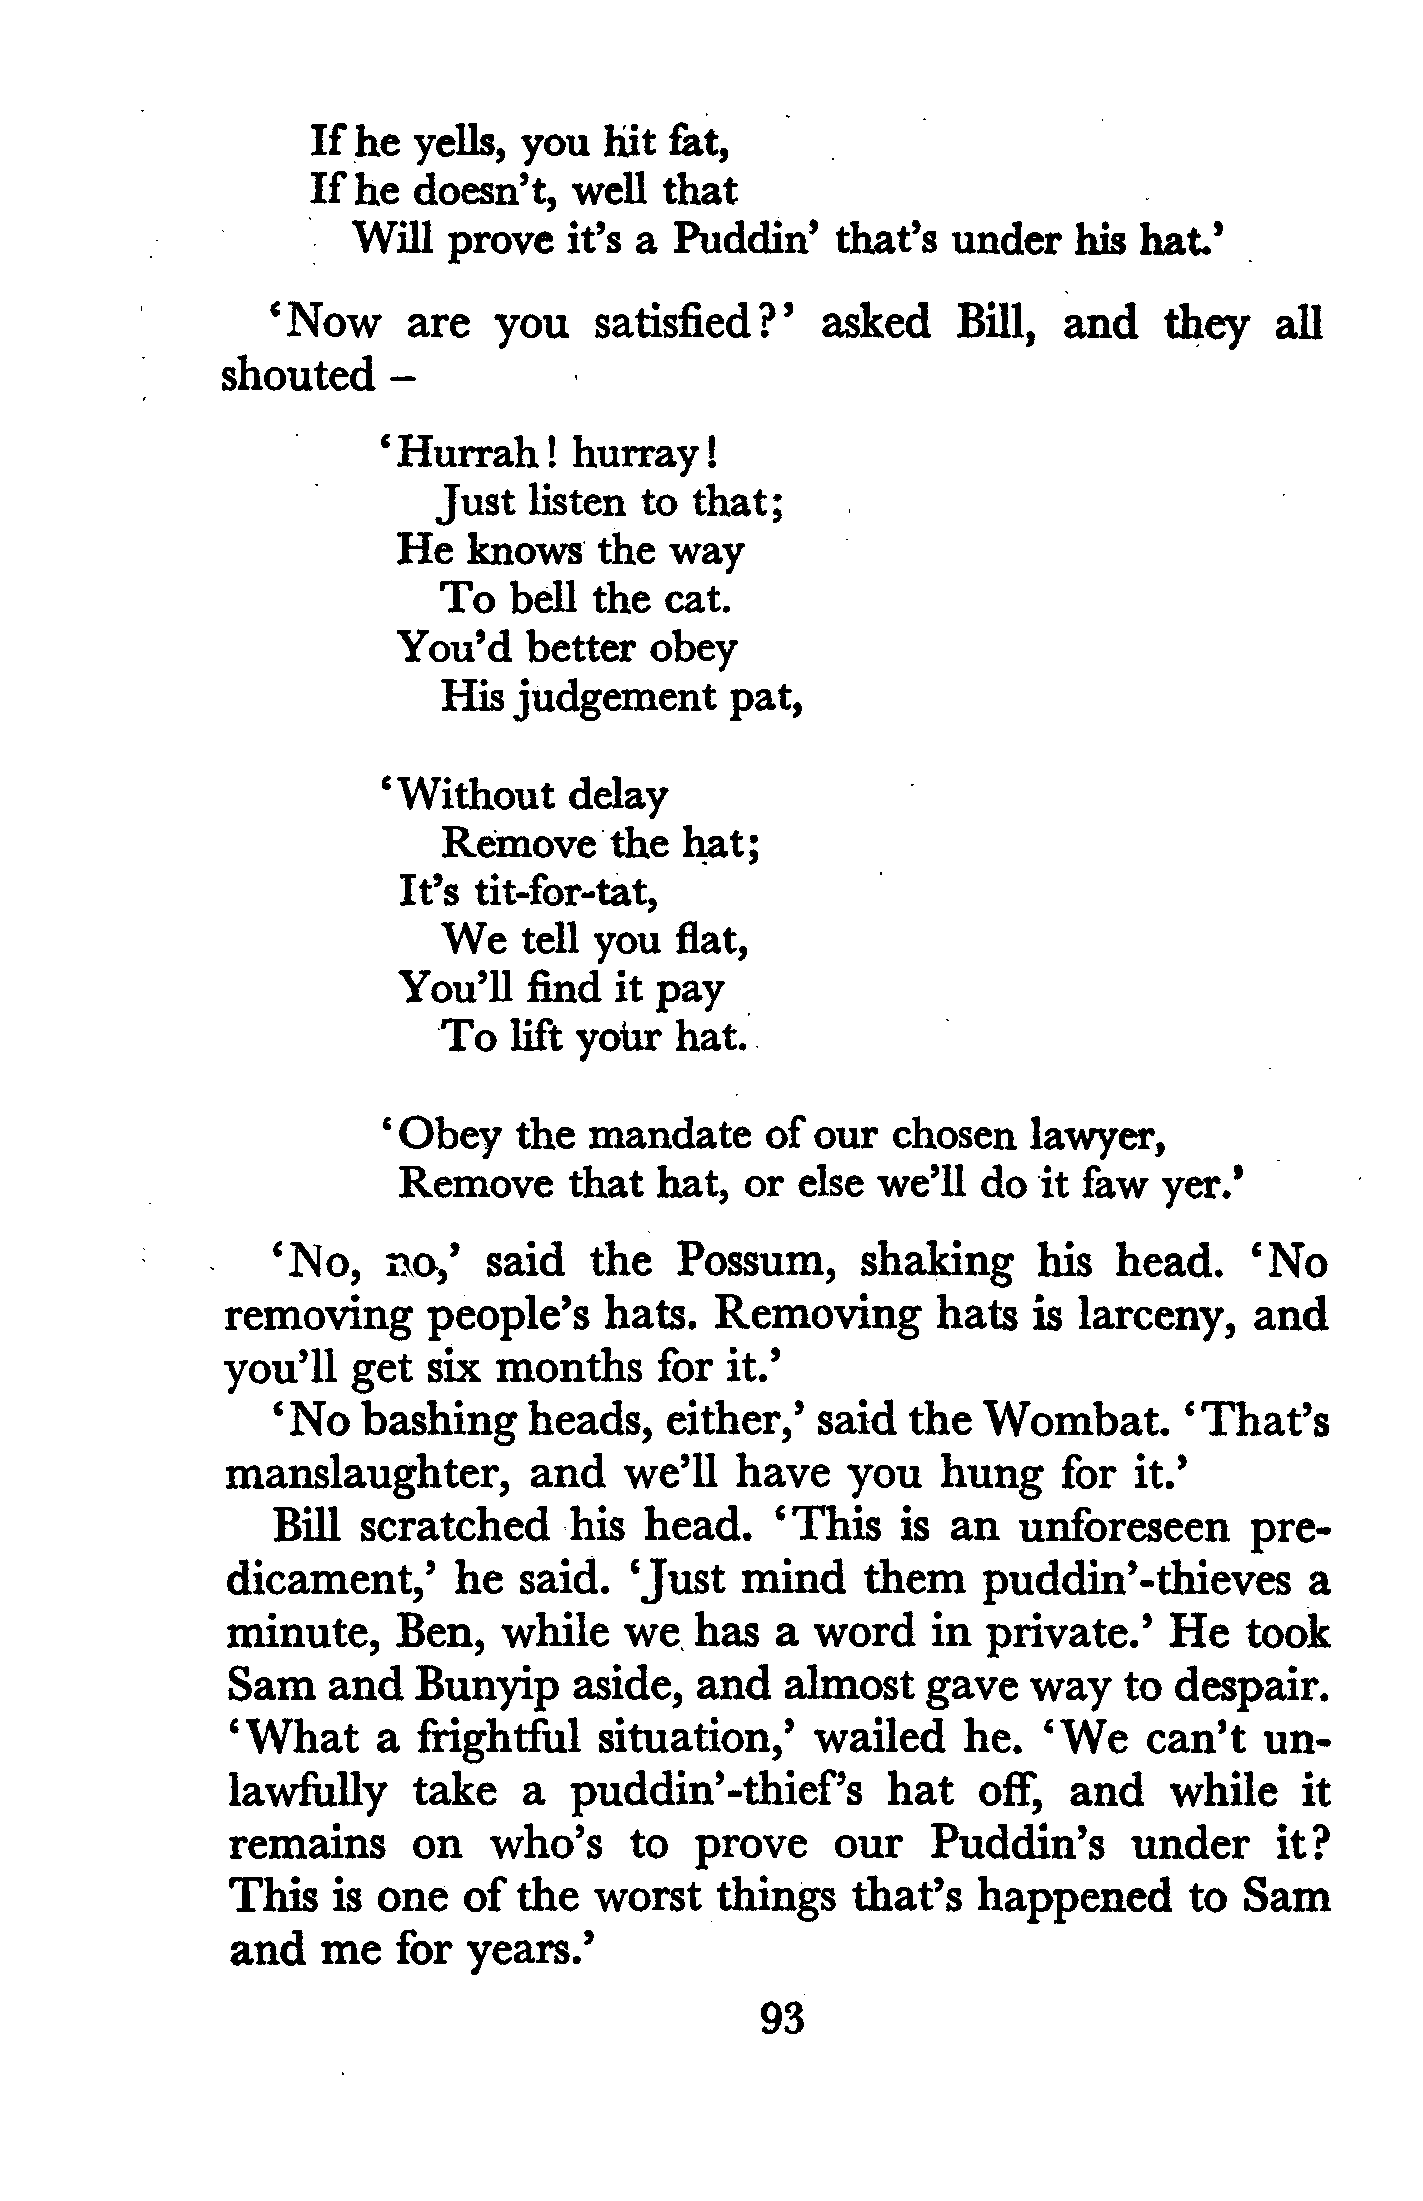 If he yells, you hit fat,
If he doesn't, well that
Will prove it's a Puddin' that's under his hat.'
'Now are you satisfied?' asked Bill, and they all
shouted –
'Hurrah! hurray!
Just listen to that;
He knows the way
To bell the cat.
You'd better obey
His judgement pat,
'Without delay
Remove the hat;
It's tit-for-tat,
We tell you flat,
You'll find it pay
To lift your hat.
'Obey the mandate of our chosen lawyer,
Remove that hat, or else we'll do it faw yer.'
'No, no,' said the Possum, shaking his head. 'No
removing people's hats. Removing hats is larceny, and
you'll get six months for it.'
'No bashing heads, either,' said the Wombat. 'That's
manslaughter, and we'll have you hung for it.'
Bill scratched his head. 'This is an unforeseen pre-
dicament,' he said. 'Just mind them puddin'-thieves a
minute, Ben, while we has a word in private.' He took
Sam and Bunyip aside, and almost gave way to despair.
'What a frightful situation,' wailed he. 'We can't un-
lawfully take a puddin'-thief's hat off, and while it
remains on who's to prove our Puddin's under it?
This is one of the worst things that's happened to Sam
and me for years.'
93